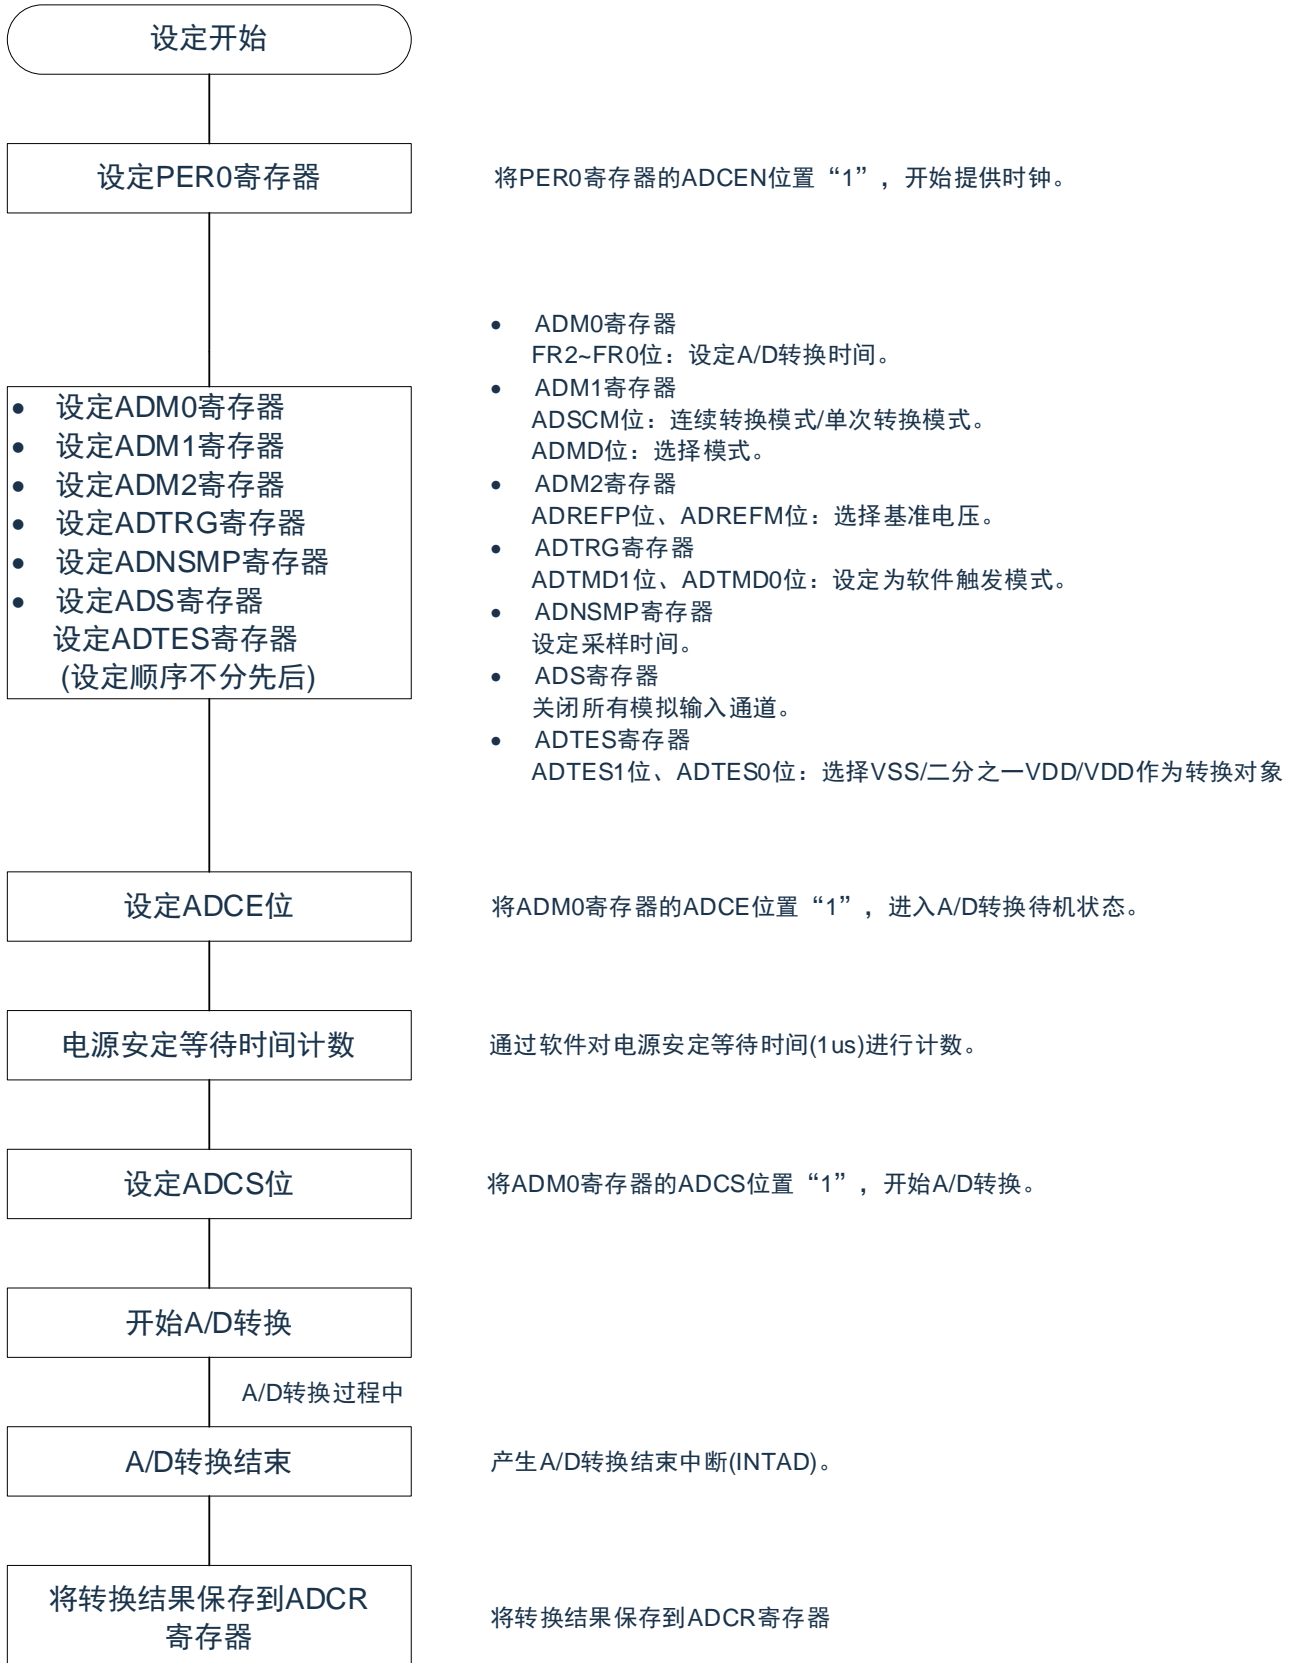 设定开始
设定PER0寄存器
将PER0寄存器的ADCEN位置“1”，开始提供时钟。
• 设定ADM0寄存器
• 设定ADM1寄存器
• 设定ADM2寄存器
• 设定ADTRG寄存器
• 设定ADNSMP寄存器
• 设定ADS寄存器
设定ADTES寄存器
(设定顺序不分先后)
• ADM0寄存器
FR2~FR0位：设定A/D转换时间。
• ADM1寄存器
ADSCM位：连续转换模式/单次转换模式。
ADMD位：选择模式。
• ADM2寄存器
ADREFP位、ADREFM位：选择基准电压。
• ADTRG寄存器
ADTMD1位、ADTMD0位：设定为软件触发模式。
• ADNSMP寄存器
设定采样时间。
• ADS寄存器
关闭所有模拟输入通道。
• ADTES寄存器
ADTES1位、ADTES0位：选择VSS/二分之一VDD/VDD作为转换对象
设定ADCE位
将ADM0寄存器的ADCE位置“1”，进入A/D转换待机状态。
电源安定等待时间计数
通过软件对电源安定等待时间(1us)进行计数。
设定ADCS位
将ADM0寄存器的ADCS位置“1”，开始A/D转换。
开始A/D转换
A/D转换过程中
A/D转换结束
产生A/D转换结束中断(INTAD)。
将转换结果保存到ADCR
寄存器
将转换结果保存到ADCR寄存器